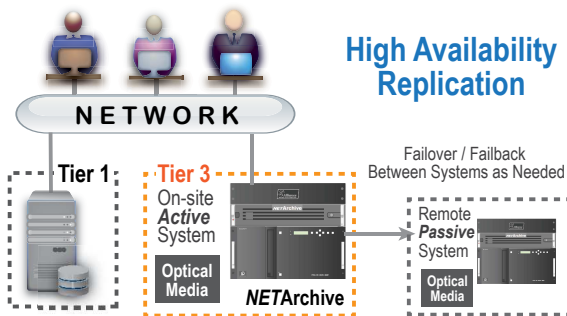 High Availability
Replication
NETWORK
Tier 1
Tier 3
On-site
Active
System
Optical
Media
NETArchive
NETArchive
Failover / Failback
Between Systems as Needed
Remote
Passive
System
Optical
Media